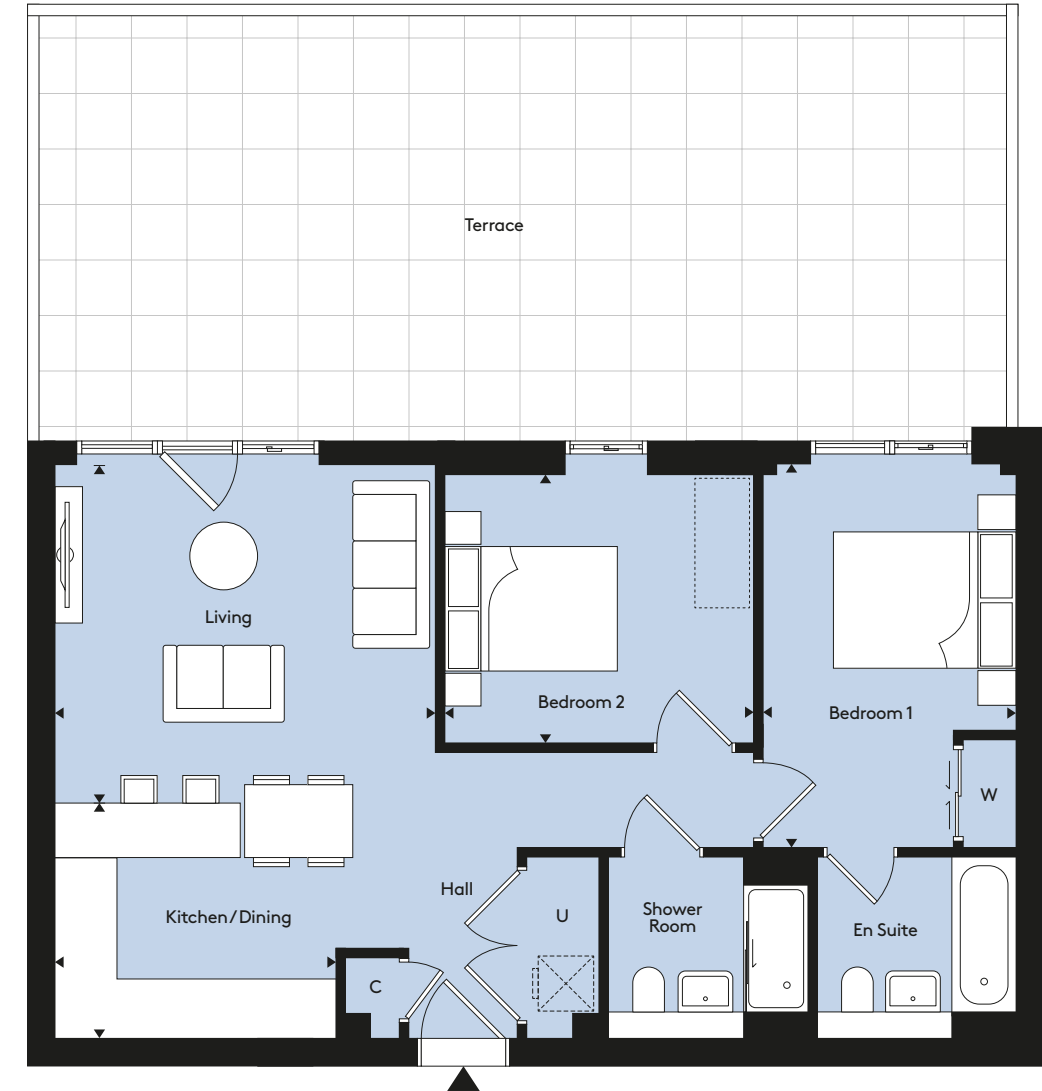 Terrace
Living
Bedroom 2
Bedroom 1
W
Hall
U
Kitchen / Dining
Shower
Room
En Suite
C